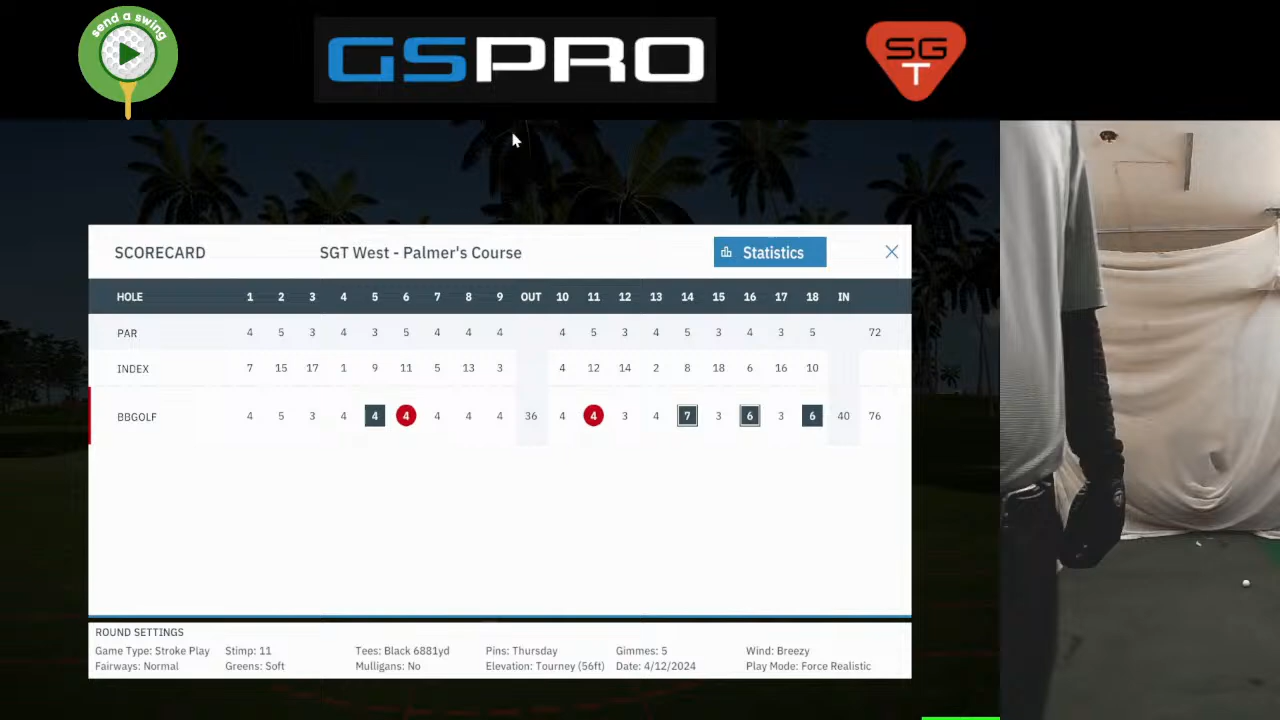 send a swing
GSPRO
SG
T
SCORECARD SGT West - Palmer's Course Statistics
HOLE 1 2 3 4 5 6 7 8 9 OUT 10 11 12 13 14 15 16 17 18 IN
PAR 4 5 3 4 3 5 4 4 4 4 5 3 4 5 3 4 3 5 72
INDEX 7 15 17 1 9 11 5 13 3 4 12 14 2 8 18 6 16 10
BBGOLF 4 5 3 4 4 4 4 4 4 36 4 4 3 4 7 3 6 3 6 40 76
ROUND SETTINGS
Game Type: Stroke Play Stimp: 11 Tees: Black 6881yd Pins: Thursday Gimmes: 5 Wind: Breezy
Fairways: Normal Greens: Soft Mulligans: No Elevation: Tourney (56ft) Date: 4/12/2024 Play Mode: Force Realistic